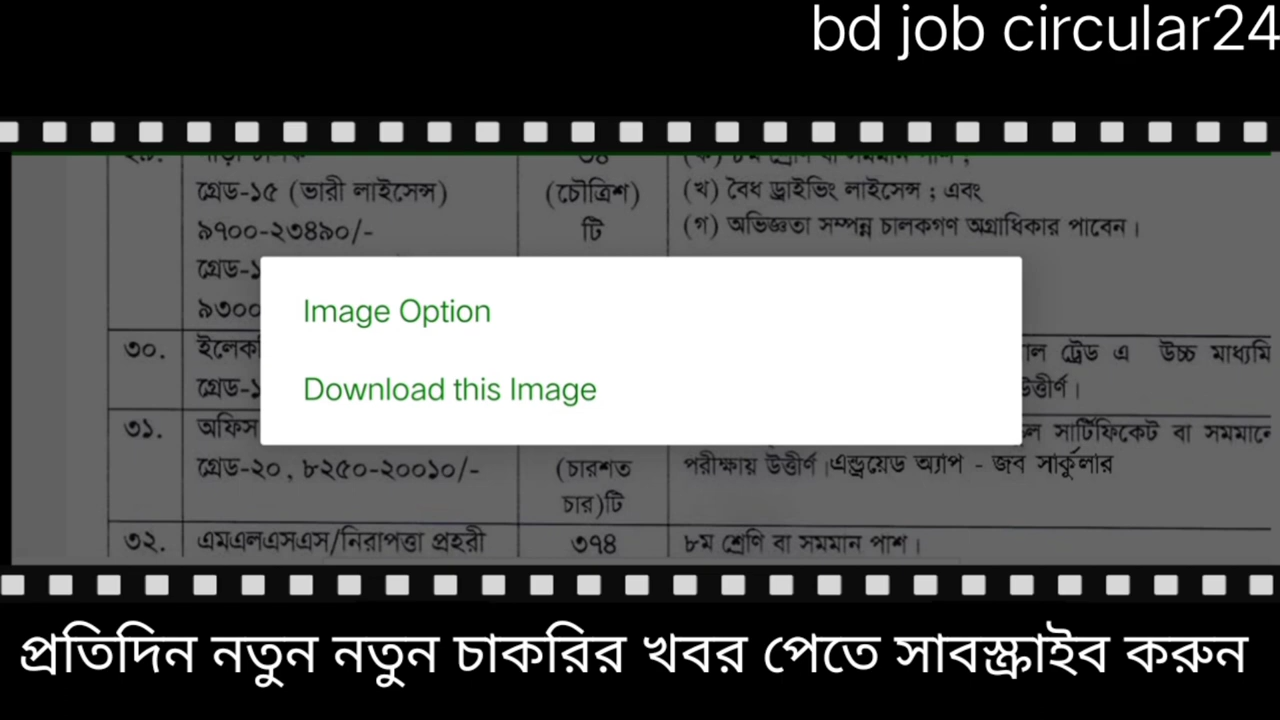 bd job circular24
গ্রেড-১৫ (ভারী লাইসেন্স) (চৌত্রিশ) (খ) বৈধ ড্রাইভিং লাইসেন্স ; এবং
৯৭০০-২৩৪৯০/- টি (গ) অভিজ্ঞতা সম্পন্ন চালকগণ অগ্রাধিকার পাবেন।
Image Option
৩০. ট্রেড এ উচ্চ
Download this Image
৩১. অফিস সার্টিফিকেট বা
গ্রেড-২০, ৮২৫০-২০০১০/- (চারশত পরীক্ষায় উত্তীর্ণ।এন্ড্রয়েড অ্যাপ - জব সার্কুলার
চার)টি
৩২. এমএলএসএস/নিরাপত্তা প্রহরী ৩৭৪ ৮ম শ্রেণি বা সমমান পাশ।
প্রতিদিন নতুন নতুন চাকরির খবর পেতে সাবস্ক্রাইব করুন